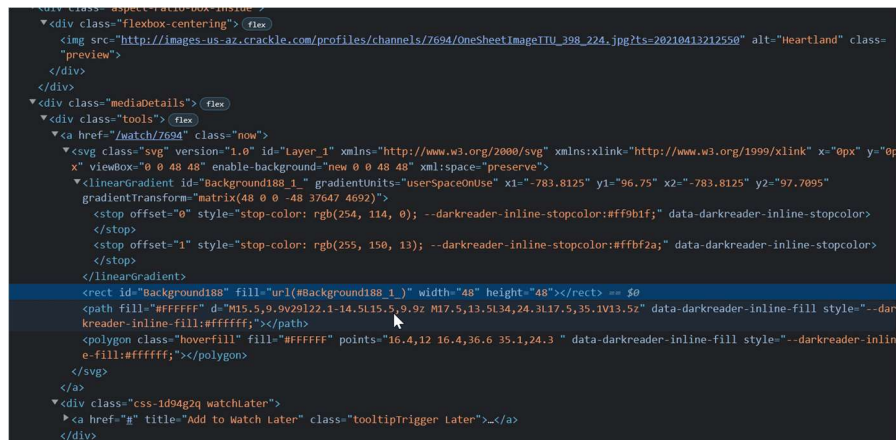 <div class="aspect-ratio-box-inside">
<div class="flexbox-centering"> flex
<img src="http://images-us-az.crackle.com/profiles/channels/7694/OneSheetImageTTU_398_224.jpg?ts=20210413212550" alt="Heartland" class=
"preview">
</div>
</div>
<div class="mediaDetails"> flex
<div class="tools"> flex
<a href="/watch/7694" class="now">
<svg class="svg" version="1.0" id="Layer_1" xmlns="http://www.w3.org/2000/svg" xmlns:xlink="http://www.w3.org/1999/xlink" x="0px" y="0p
x" viewBox="0 0 48 48" enable-background="new 0 0 48 48" xml:space="preserve">
<linearGradient id="Background188_1_" gradientUnits="userSpaceOnUse" x1="-783.8125" y1="96.75" x2="-783.8125" y2="97.7095"
gradientTransform="matrix(48 0 0 -48 37647 4692)">
<stop offset="0" style="stop-color: rgb(254, 114, 0); --darkreader-inline-stopcolor:#ff9b1f;" data-darkreader-inline-stopcolor>
</stop>
<stop offset="1" style="stop-color: rgb(255, 150, 13); --darkreader-inline-stopcolor:#ffbf2a;" data-darkreader-inline-stopcolor>
</stop>
</linearGradient>
<rect id="Background188" fill="url(#Background188_1_)" width="48" height="48"></rect> == $0
<path fill="#FFFFFF" d="M15.5,9.9v29l22.1-14.5L15.5,9.9z M17.5,13.5L34,24.3L17.5,35.1V13.5z" data-darkreader-inline-fill style="--dar
kreader-inline-fill:#ffffff;"></path>
<polygon class="hoverfill" fill="#FFFFFF" points="16.4,12 16.4,36.6 35.1,24.3 " data-darkreader-inline-fill style="--darkreader-inlin
e-fill:#ffffff;"></polygon>
</svg>
</a>
<div class="css-1d94g2q watchLater">
<a href="#" title="Add to Watch Later" class="tooltipTrigger Later">…</a>
</div>